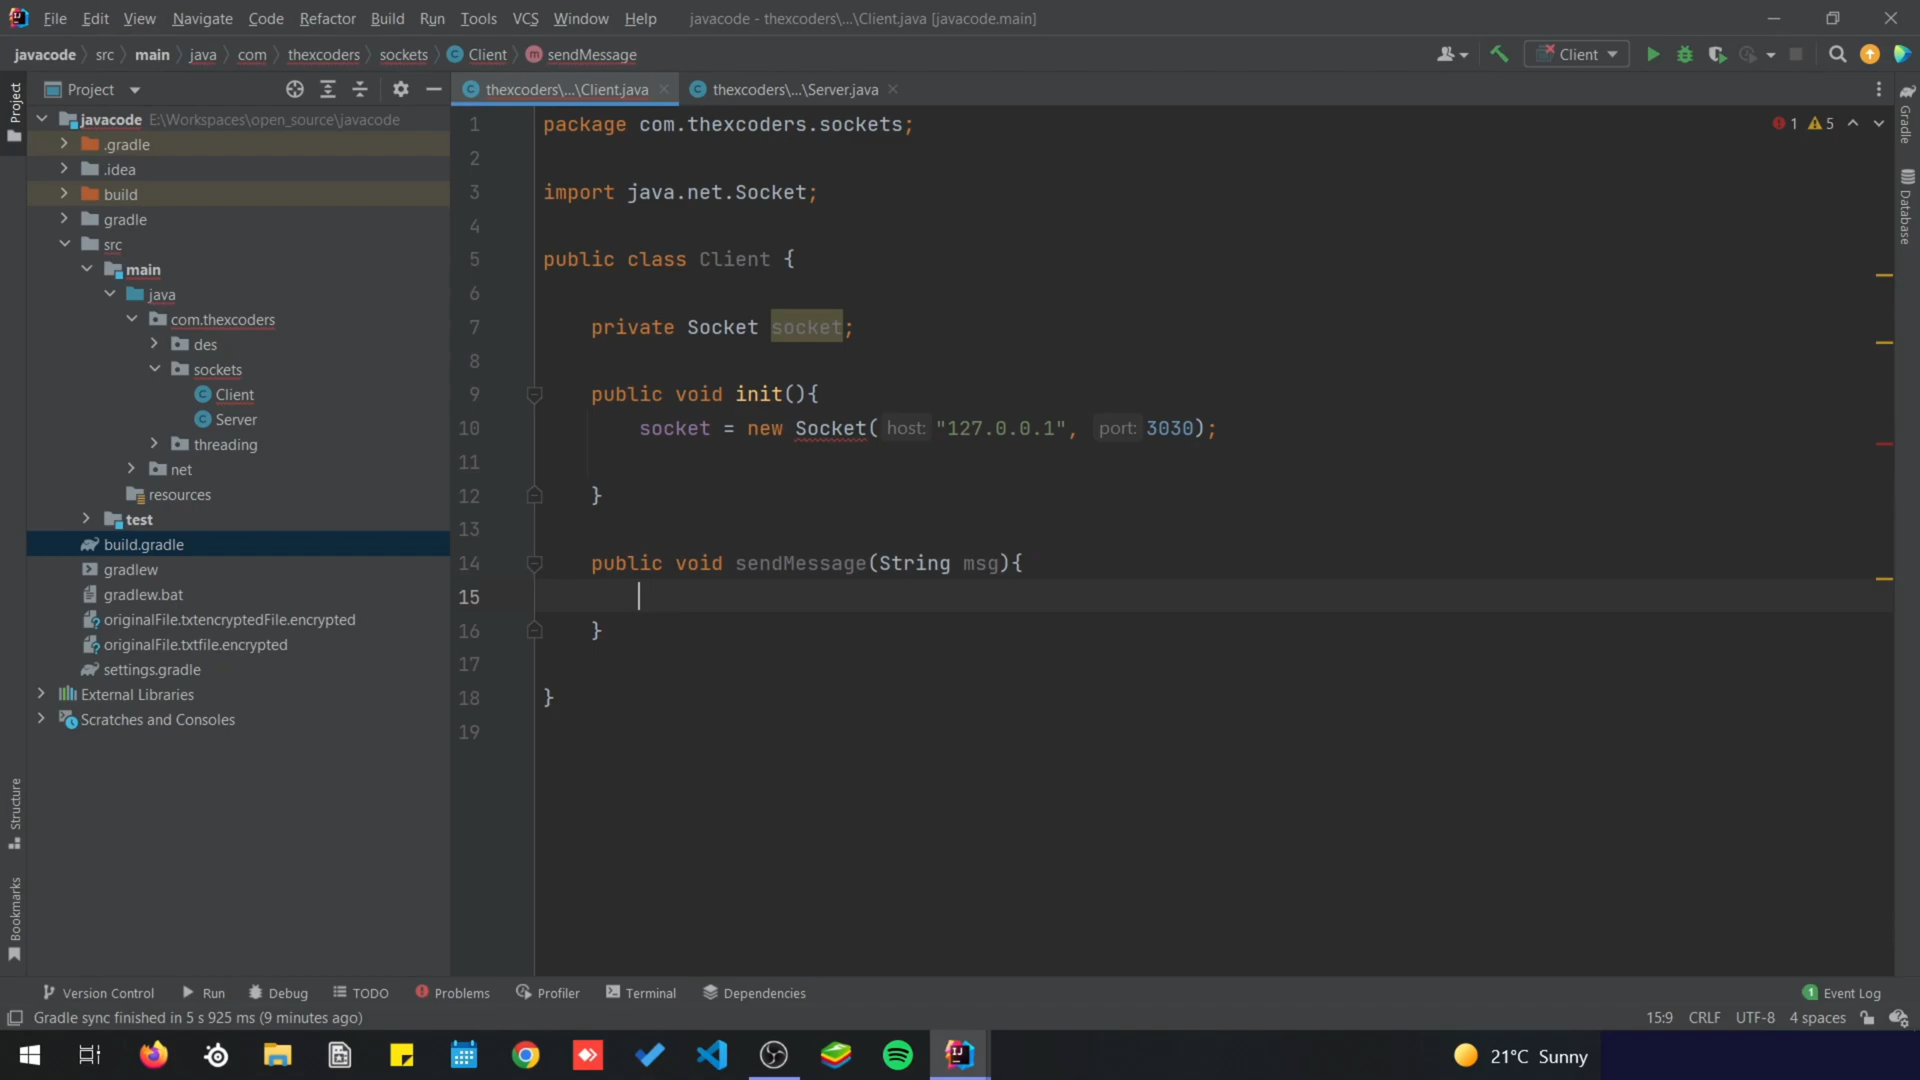 File Edit View Navigate Code Refactor Build Run Tools VCS Window Help javacode - thexcoders\...\Client.java [javacode.main]
javacode src main java com thexcoders sockets Client sendMessage Client
Project thexcoders\...\Client.java thexcoders\...\Server.java
Project
Structure
Bookmarks
javacode E:\Workspaces\open_source\javacode
.gradle
.idea
build
gradle
src
main
java
com.thexcoders
des
sockets
Client
Server
threading
net
resources
test
build.gradle
gradlew
gradlew.bat
originalFile.txtencryptedFile.encrypted
originalFile.txtfile.encrypted
settings.gradle
External Libraries
Scratches and Consoles
1 package com.thexcoders.sockets;
2
3 import java.net.Socket;
4
5 public class Client {
6
7 private Socket socket;
8
9 public void init(){
10 socket = new Socket( host: "127.0.0.1", port: 3030);
11
12 }
13
14 public void sendMessage(String msg){
15
16 }
17
18 }
19
1 5
Gradle
Database
Version Control Run Debug TODO Problems Profiler Terminal Dependencies 1 Event Log
Gradle sync finished in 5 s 925 ms (9 minutes ago) 15:9 CRLF UTF-8 4 spaces
21°C Sunny